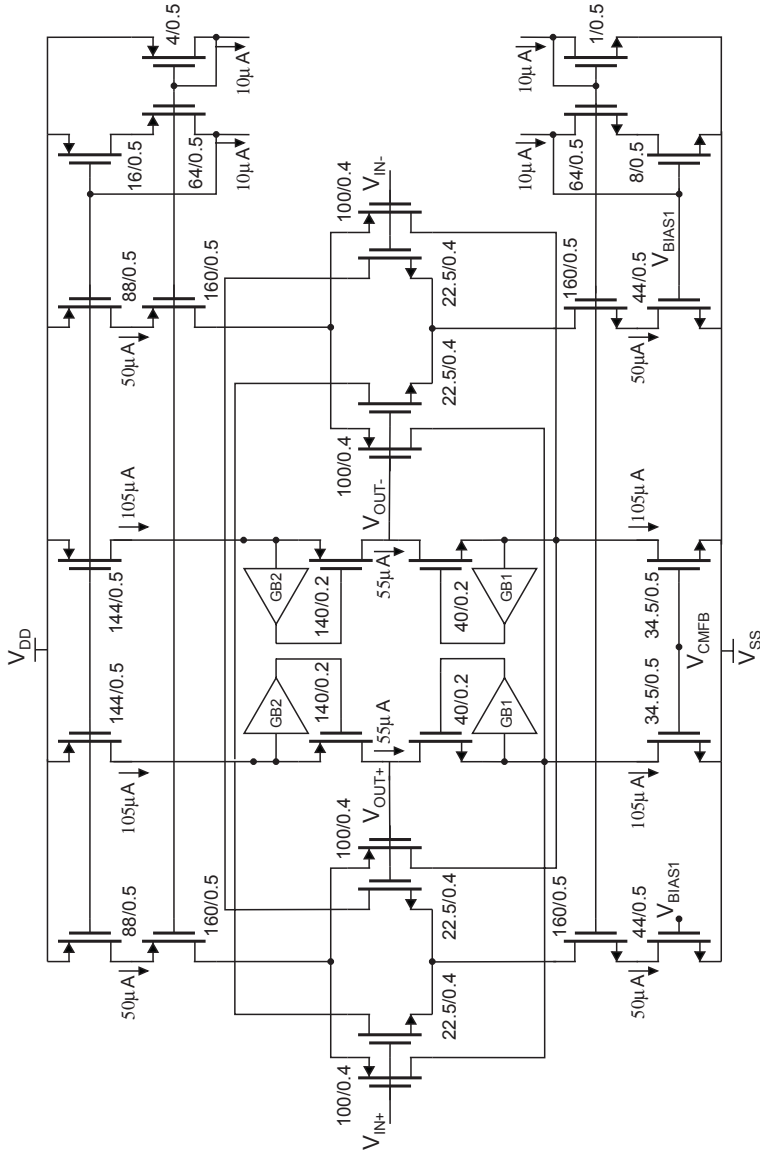 V_DD
88/0.5
144/0.5
144/0.5
88/0.5
16/0.5
4/0.5
50µA
105µA
105µA
50µA
160/0.5
160/0.5
64/0.5
10µA
10µA
GB2
GB2
140/0.2
140/0.2
100/0.4
100/0.4
100/0.4
100/0.4
V_IN+
V_OUT+
55µA
55µA
V_OUT-
V_IN-
22.5/0.4
22.5/0.4
22.5/0.4
22.5/0.4
40/0.2
40/0.2
GB1
GB1
10µA
10µA
160/0.5
160/0.5
64/0.5
1/0.5
50µA
105µA
105µA
50µA
44/0.5
34.5/0.5
34.5/0.5
44/0.5
8/0.5
V_BIAS1
V_CMFB
V_BIAS1
V_SS